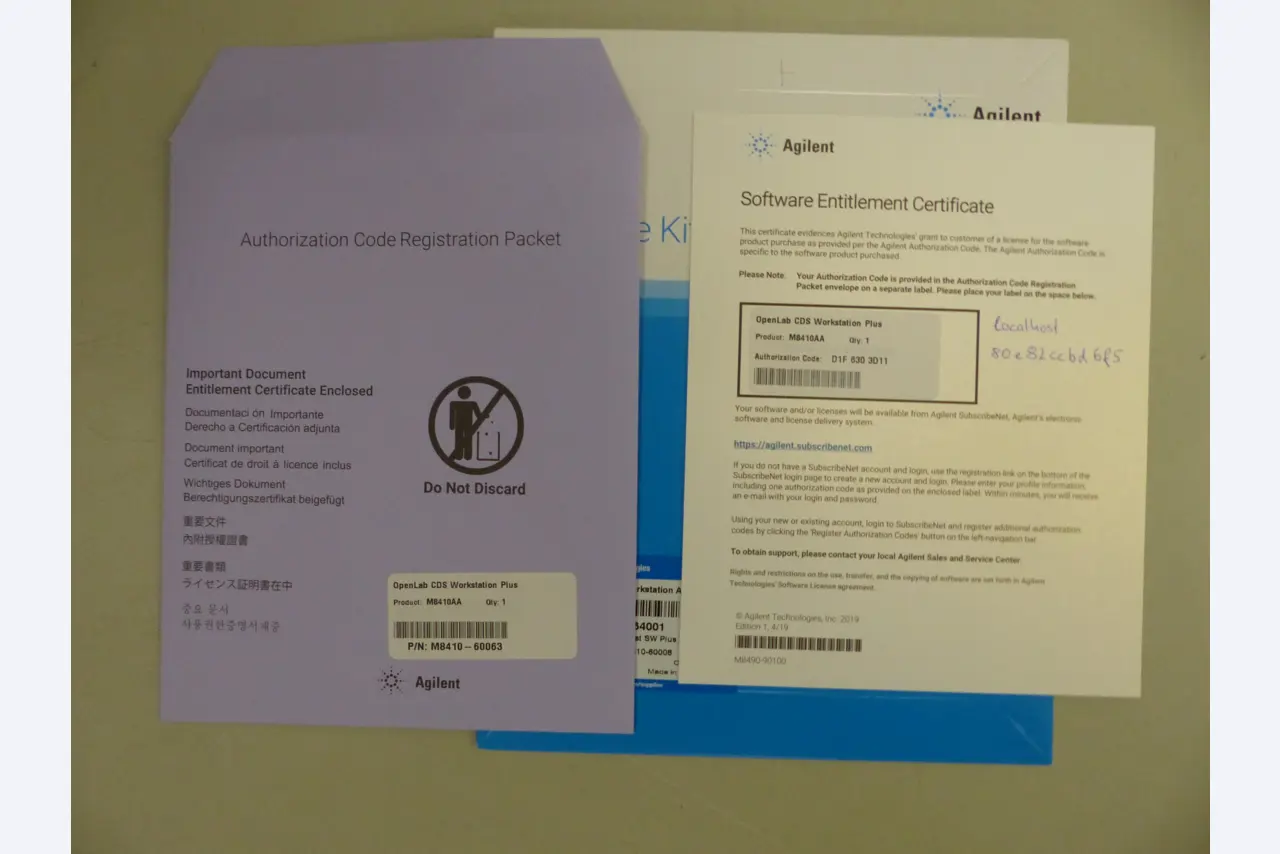 Authorization Code Registration Packet
Important Document
Entitlement Certificate Enclosed
Documentaci ón Importante
Derecho a Certificación adjunta
Document important
Certificat de droit à licence inclus
Wichtiges Dokument
Berechtigungszertifikat beigefügt
重要文件
內附授權證書
重要書類
ライセンス証明書在中
중요 문서
사용권한증명서제공
Do Not Discard
OpenLab CDS Workstation Plus
Product: M8410AA Qty: 1
P/N: M8410-60063
Agilent
Agilent
e Ki
gies
rkstation A
34001
st SW Plus
10-60008
Made in
Agilent
Software Entitlement Certificate
This certificate evidences Agilent Technologies' grant to customer of a license for the software
product purchase as provided per the Agilent Authorization Code. The Agilent Authorization Code is
specific to the software product purchased.
Please Note: Your Authorization Code is provided in the Authorization Code Registration
Packet envelope on a separate label. Please place your label on the space below.
OpenLab CDS Workstation Plus
Product: M8410AA Qty: 1
Authorization Code: D1F 630 3D11
localhost
80e82ccbd6f5
Your software and/or licenses will be available from Agilent SubscribeNet, Agilent's electronic
software and license delivery system.
https://agilent.subscribenet.com
If you do not have a SubscribeNet account and login, use the registration link on the bottom of the
SubscribeNet login page to create a new account and login. Please enter your profile information,
including one authorization code as provided on the enclosed label. Within minutes, you will receive
an e-mail with your login and password.
Using your new or existing account, login to SubscribeNet and register additional authorization
codes by clicking the 'Register Authorization Codes' button on the left navigation bar.
To obtain support, please contact your local Agilent Sales and Service Center
Rights and restrictions on the use, transfer, and the copying of software are set forth in Agilent
Technologies' Software License agreement.
© Agilent Technologies, Inc. 2019
Edition 1, 4/19
M8490-90100